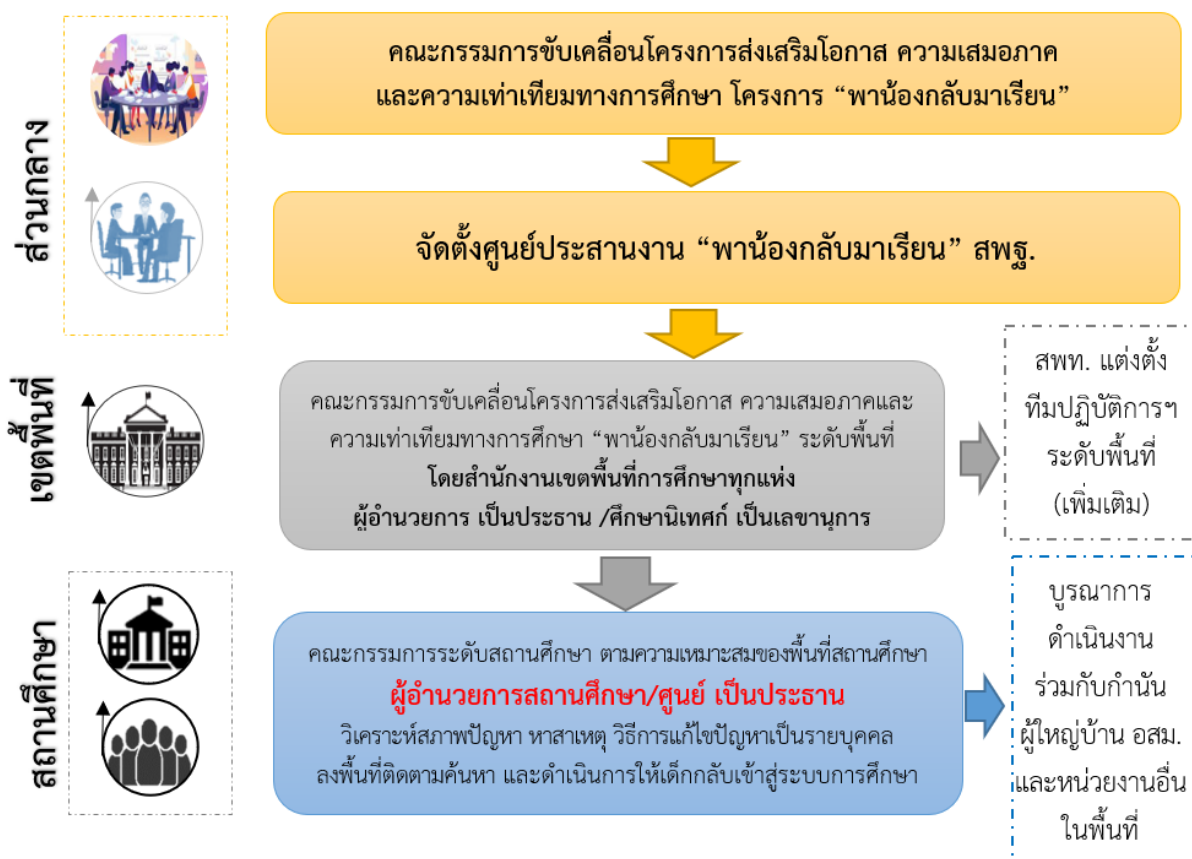 ส่วนกลาง
คณะกรรมการขับเคลื่อนโครงการส่งเสริมโอกาส ความเสมอภาค
และความเท่าเทียมทางการศึกษา โครงการ “พาน้องกลับมาเรียน”
จัดตั้งศูนย์ประสานงาน “พาน้องกลับมาเรียน” สพฐ.
เขตพื้นที่
คณะกรรมการขับเคลื่อนโครงการส่งเสริมโอกาส ความเสมอภาคและ
ความเท่าเทียมทางการศึกษา “พาน้องกลับมาเรียน” ระดับพื้นที่
โดยสำนักงานเขตพื้นที่การศึกษาทุกแห่ง
ผู้อำนวยการ เป็นประธาน /ศึกษานิเทศก์ เป็นเลขานุการ
สพท. แต่งตั้ง
ทีมปฏิบัติการฯ
ระดับพื้นที่
(เพิ่มเติม)
สถานศึกษา
คณะกรรมการระดับสถานศึกษา ตามความเหมาะสมของพื้นที่สถานศึกษา
ผู้อำนวยการสถานศึกษา/ศูนย์ เป็นประธาน
วิเคราะห์สภาพปัญหา หาสาเหตุ วิธีการแก้ไขปัญหาเป็นรายบุคคล
ลงพื้นที่ติดตามค้นหา และดำเนินการให้เด็กกลับเข้าสู่ระบบการศึกษา
บูรณาการ
ดำเนินงาน
ร่วมกับกำนัน
ผู้ใหญ่บ้าน อสม.
และหน่วยงานอื่น
ในพื้นที่